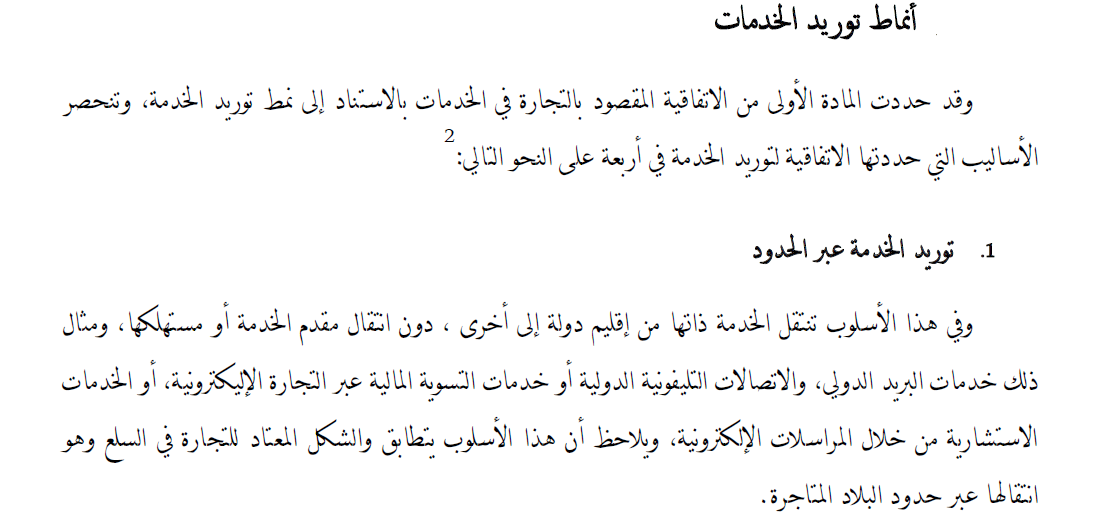 أنماط توريد الخدمات
وقد حددت المادة الأولى من الاتفاقية المقصود بالتجارة في الخدمات بالاستناد إلى نمط توريد الخدمة، وتنحصر
الأساليب التي حددتها الاتفاقية لتوريد الخدمة في أربعة على النحو التالي:2
1. توريد الخدمة عبر الحدود
وفي هذا الأسلوب تنتقل الخدمة ذاتها من إقليم دولة إلى أخرى ، دون انتقال مقدم الخدمة أو مستهلكها، ومثال
ذلك خدمات البريد الدولي، والاتصالات التليفونية الدولية أو خدمات التسوية المالية عبر التجارة الإليكترونية، أو الخدمات
الاستشارية من خلال المراسلات الإلكترونية، ويلاحظ أن هذا الأسلوب يتطابق والشكل المعتاد للتجارة في السلع وهو
انتقالها عبر حدود البلاد المتاجرة.